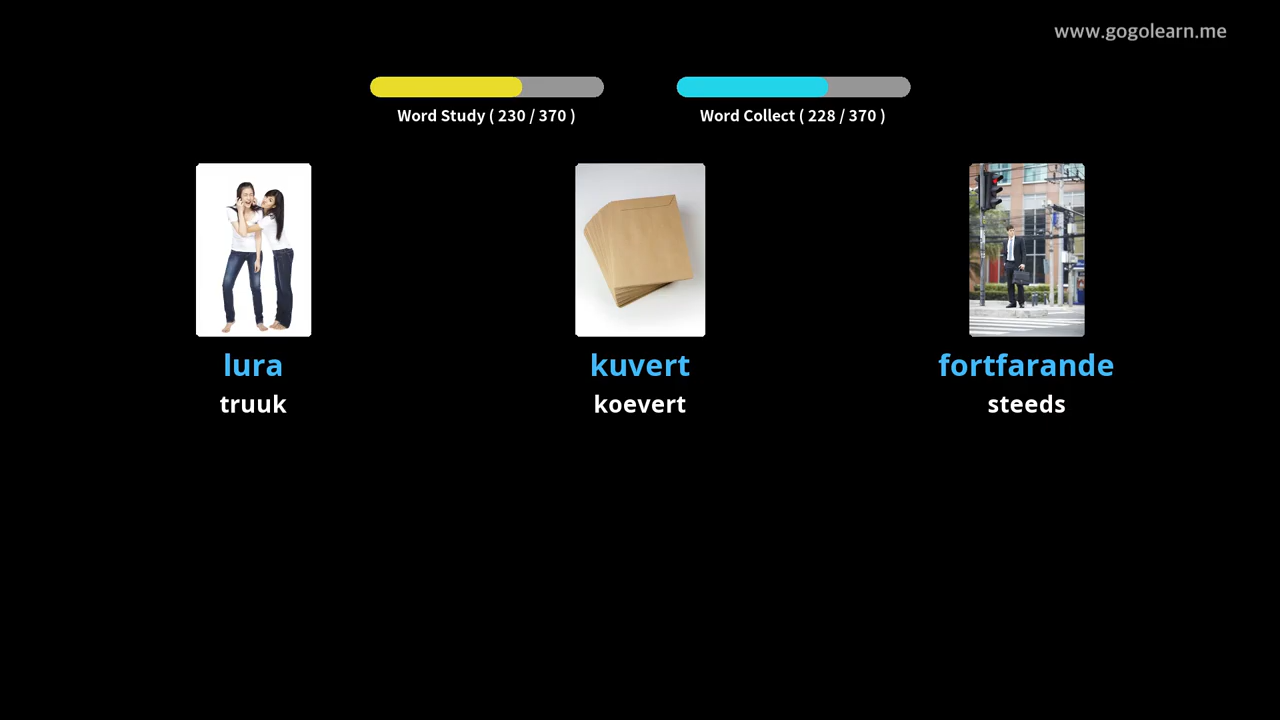 www.gogolearn.me
Word Study ( 230 / 370 )
Word Collect ( 228 / 370 )
lura
truuk
kuvert
koevert
fortfarande
steeds